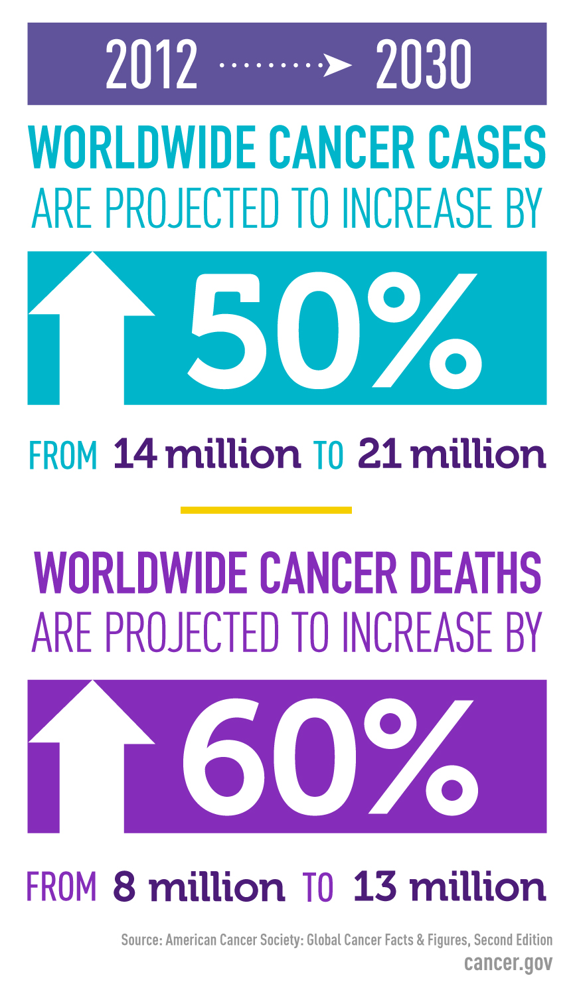 2012 2030
WORLDWIDE CANCER CASES
ARE PROJECTED TO INCREASE BY
50%
FROM 14 million TO 21 million
WORLDWIDE CANCER DEATHS
ARE PROJECTED TO INCREASE BY
60%
FROM 8 million TO 13 million
Source: American Cancer Society: Global Cancer Facts & Figures, Second Edition
cancer.gov